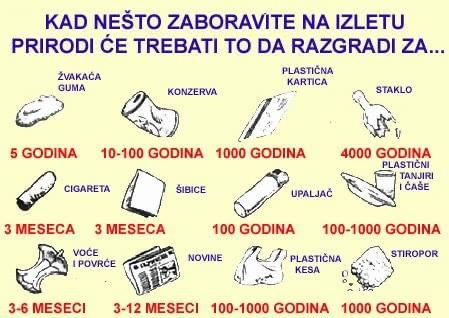 KAD NEŠTO ZABORAVITE NA IZLETU
PRIRODI ĆE TREBATI TO DA RAZGRADI ZA...
ŽVAKAĆA
GUMA
5 GODINA
KONZERVA
10-100 GODINA
PLASTIČNA
KARTICA
1000 GODINA
STAKLO
4000 GODINA
CIGARETA
3 MESECA
ŠIBICE
3 MESECA
UPALJAČ
100 GODINA
PLASTIČNI
TANJIRI
I ČAŠE
100-1000 GODINA
VOĆE
I POVRĆE
3-6 MESECI
NOVINE
3-12 MESECI
PLASTIČNA
KESA
100-1000 GODINA
STIROPOR
1000 GODINA